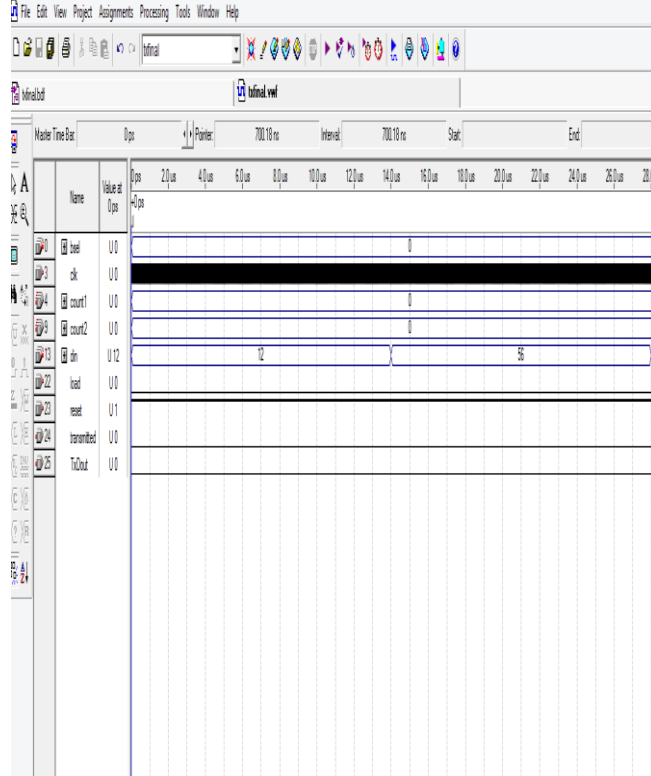 File Edit View Project Assignments Processing Tools Window Help
txfinal
txfinal.bdf txfinal.vwf
Master Time Bar: 0 ps Pointer: 700.18 ns Interval: 700.18 ns Start: End:
Name Value at 0 ps
0 ps 2.0 us 4.0 us 6.0 us 8.0 us 10.0 us 12.0 us 14.0 us 16.0 us 18.0 us 20.0 us 22.0 us 24.0 us 26.0 us 28.
0 ps
0 bsel U 0 0
3 clk U 0
4 count1 U 0 0
9 count2 U 0 0
13 din U 12 12 56
22 load U 0
23 reset U 1
24 transmitted U 0
25 TxDout U 0